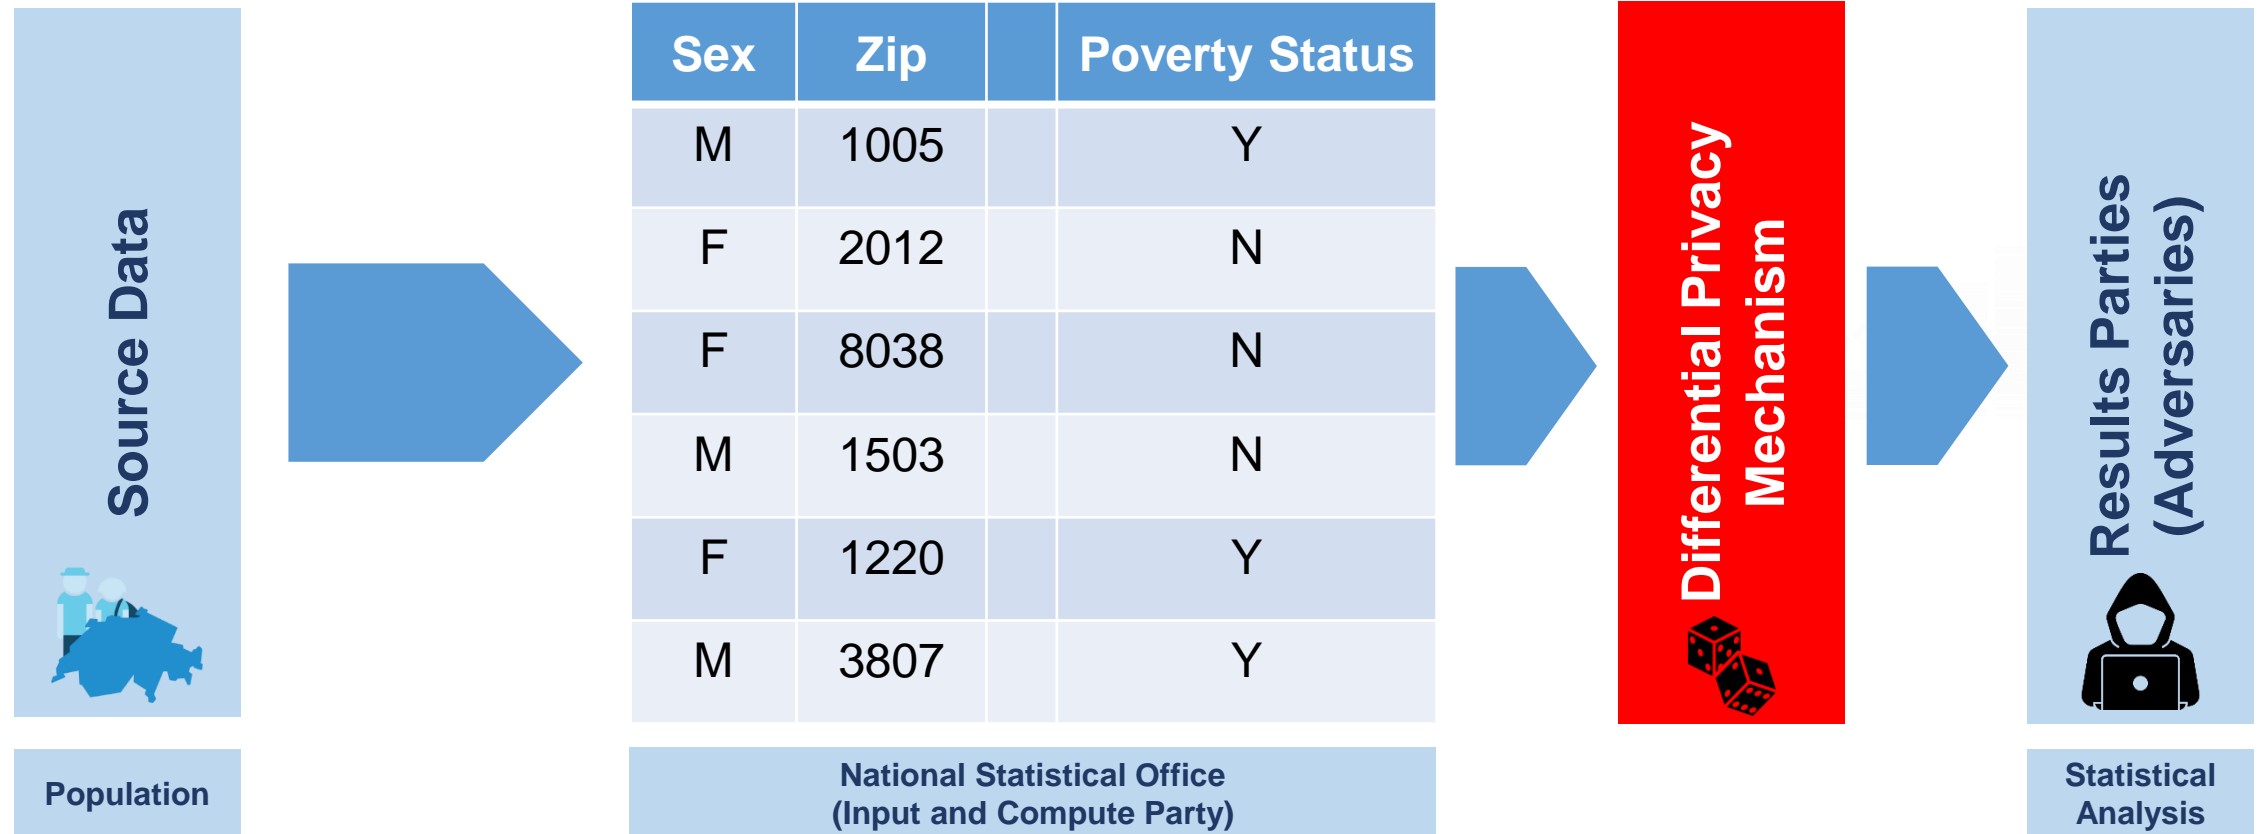 Source Data
Population
Sex Zip Poverty Status
M 1005 Y
F 2012 N
F 8038 N
M 1503 N
F 1220 Y
M 3807 Y
National Statistical Office
(Input and Compute Party)
Differential Privacy
Mechanism
Results Parties
(Adversaries)
Statistical
Analysis